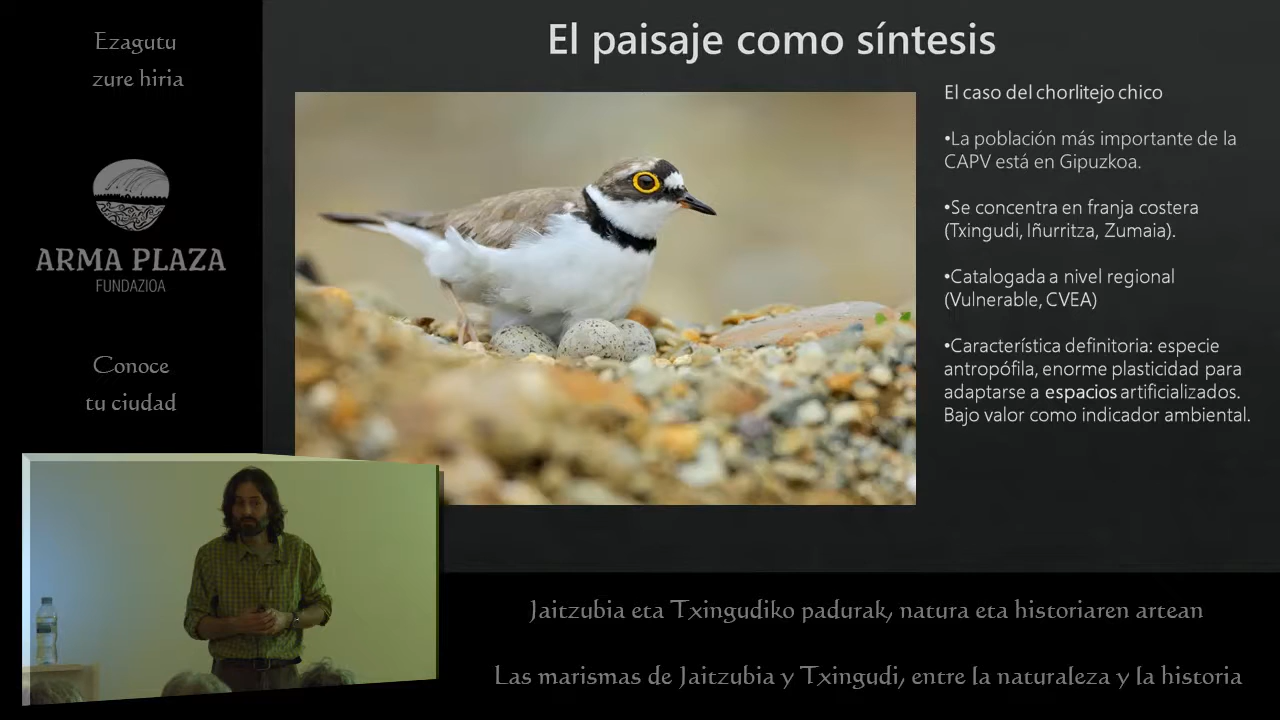 Ezagutu
zure hiria
ARMA PLAZA
FUNDAZIOA
Conoce
tu ciudad
El paisaje como síntesis
El caso del chorlitejo chico
•La población más importante de la
CAPV está en Gipuzkoa.
•Se concentra en franja costera
(Txingudi, Iñurritza, Zumaia).
•Catalogada a nivel regional
(Vulnerable, CVEA)
•Característica definitoria: especie
antropófila, enorme plasticidad para
adaptarse a espacios artificializados.
Bajo valor como indicador ambiental.
Jaitzubia eta Txingudiko padurak, natura eta historiaren artean
Las marismas de Jaitzubia y Txingudi, entre la naturaleza y la historia